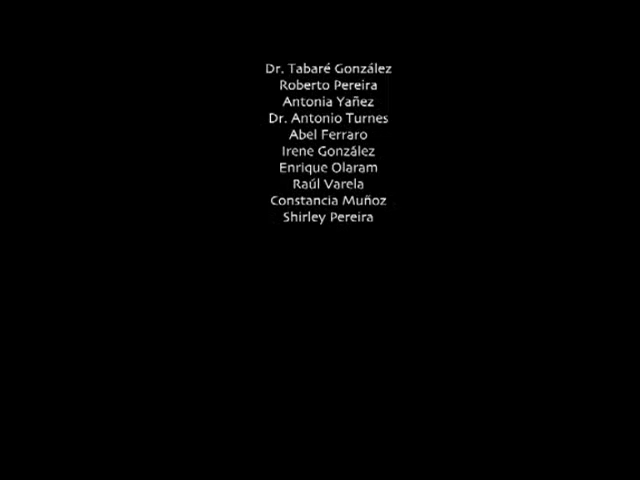 Dr. Tabaré González
Roberto Pereira
Antonia Yañez
Dr. Antonio Turnes
Abel Ferraro
Irene González
Enrique Olaram
Raúl Varela
Constancia Muñoz
Shirley Pereira